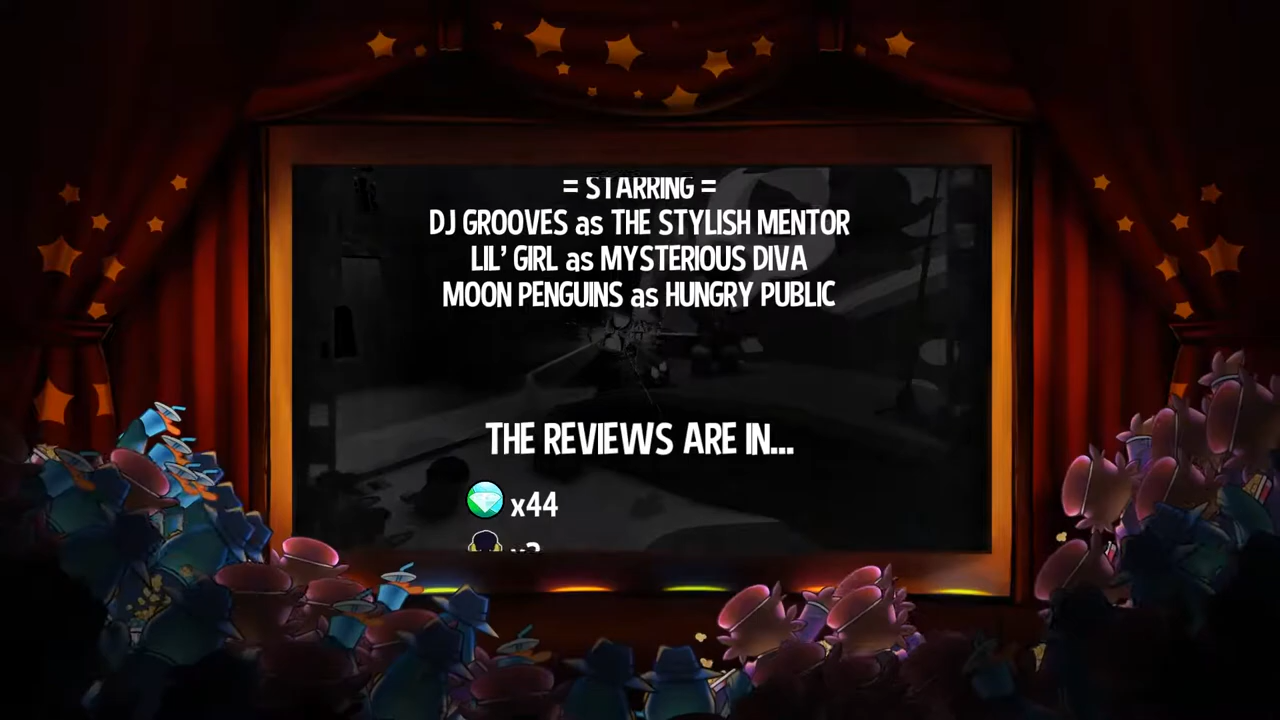 = STARRING =
DJ GROOVES as THE STYLISH MENTOR
LIL' GIRL as MYSTERIOUS DIVA
MOON PENGUINS as HUNGRY PUBLIC
THE REVIEWS ARE IN...
x44